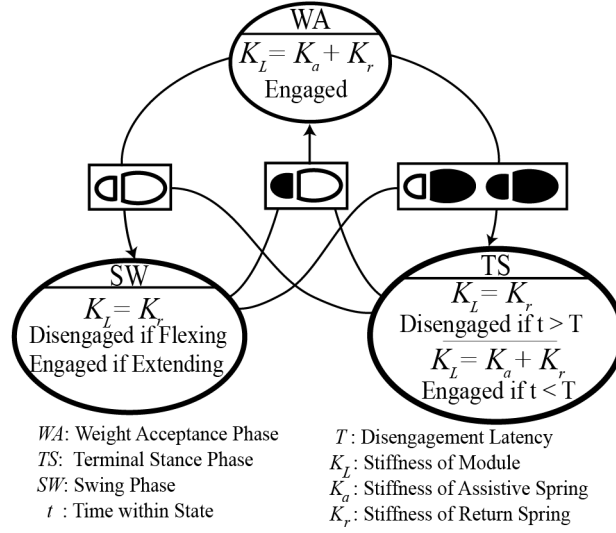 WA
K_L = K_a + K_r
Engaged
SW
K_L = K_r
Disengaged if Flexing
Engaged if Extending
TS
K_L = K_r
Disengaged if t > T
K_L = K_a + K_r
Engaged if t < T
WA: Weight Acceptance Phase
TS: Terminal Stance Phase
SW: Swing Phase
t : Time within State
T : Disengagement Latency
K_L : Stiffness of Module
K_a : Stiffness of Assistive Spring
K_r : Stiffness of Return Spring